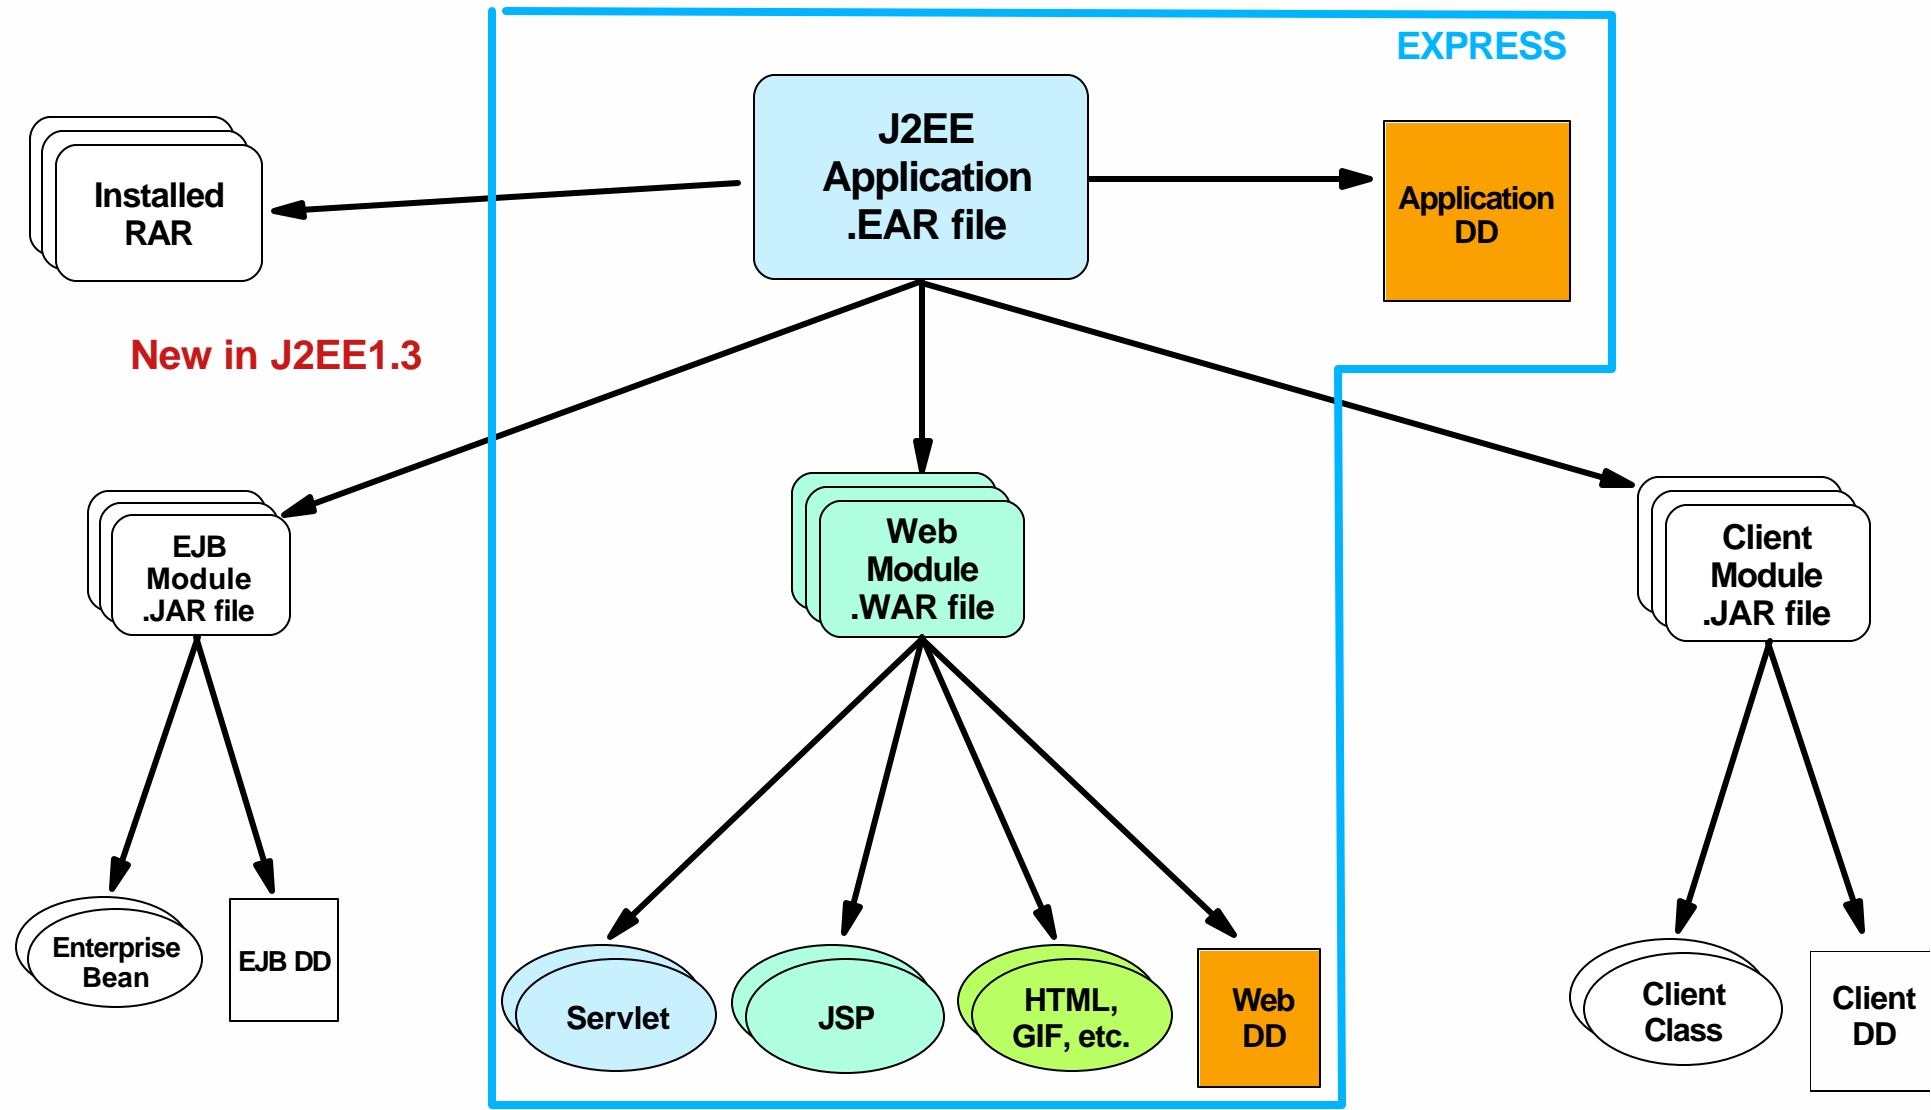 EXPRESS
J2EE
Application
.EAR file
Installed
RAR
Application
DD
New in J2EE1.3
EJB
Module
.JAR file
Web
Module
.WAR file
Client
Module
.JAR file
Enterprise
Bean
EJB DD
Servlet
JSP
HTML,
GIF, etc.
Web
DD
Client
Class
Client
DD